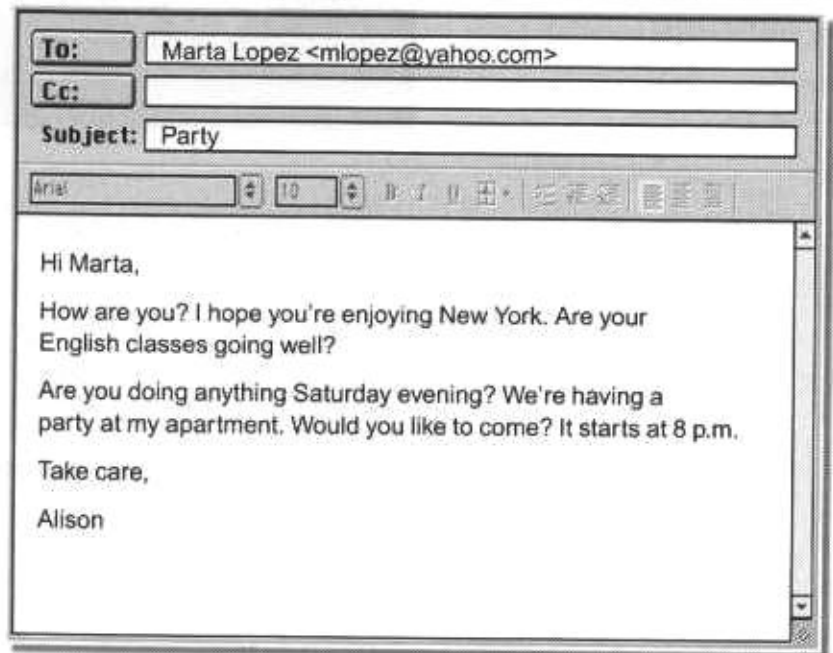 To: Marta Lopez <mlopez@yahoo.com>
Cc:
Subject: Party
Arial 10 B I U
Hi Marta,
How are you? I hope you're enjoying New York. Are your
English classes going well?
Are you doing anything Saturday evening? We're having a
party at my apartment. Would you like to come? It starts at 8 p.m.
Take care,
Alison